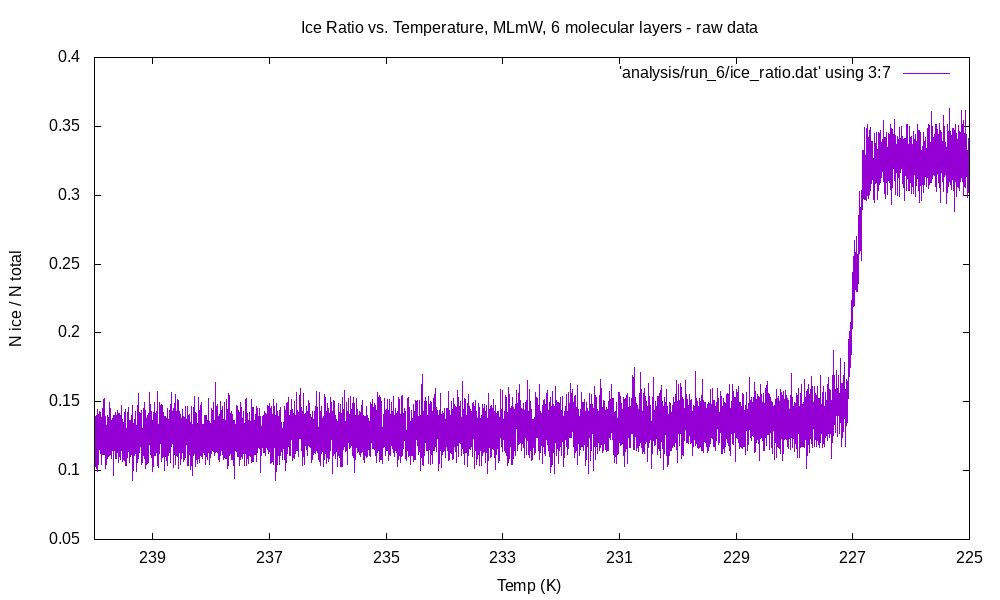 Ice Ratio vs. Temperature, MLmW, 6 molecular layers - raw data
'analysis/run_6/ice_ratio.dat' using 3:7
0.4
0.35
0.3
0.25
0.2
0.15
0.1
0.05
N ice / N total
239 237 235 233 231 229 227 225
Temp (K)